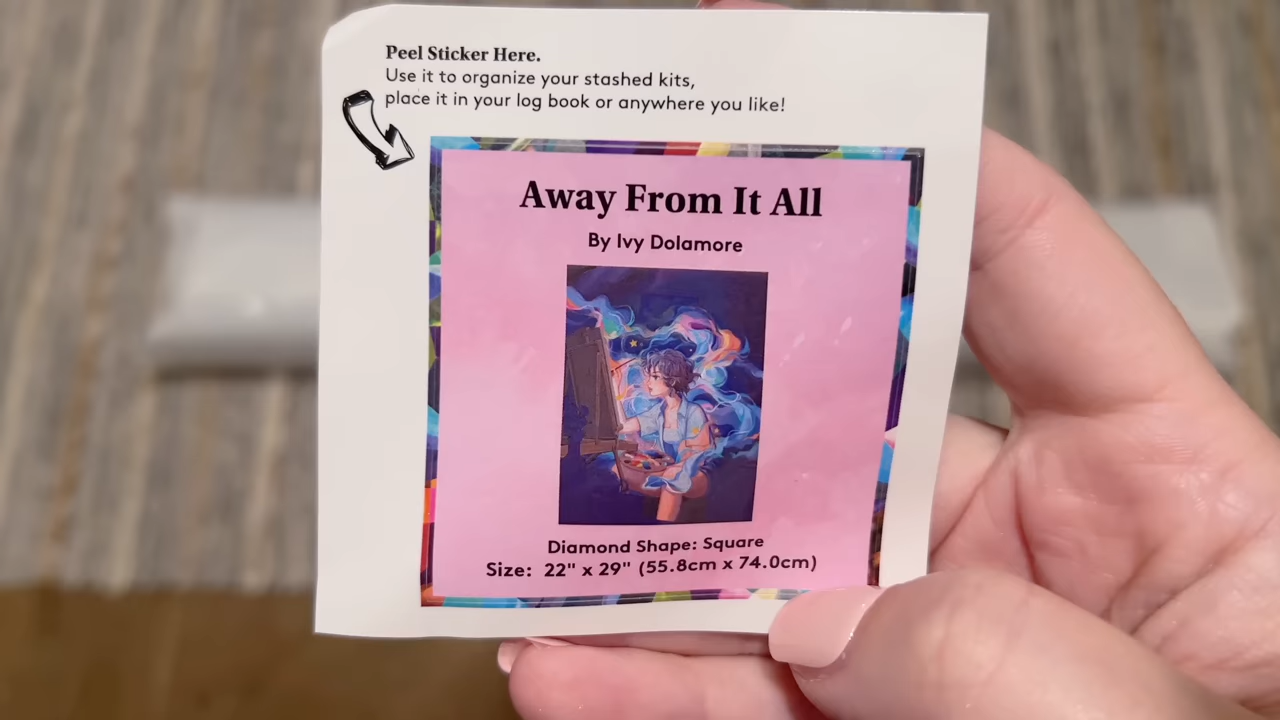 Peel Sticker Here.
Use it to organize your stashed kits,
place it in your log book or anywhere you like!
Away From It All
By Ivy Dolamore
Diamond Shape: Square
Size: 22" x 29" (55.8cm x 74.0cm)